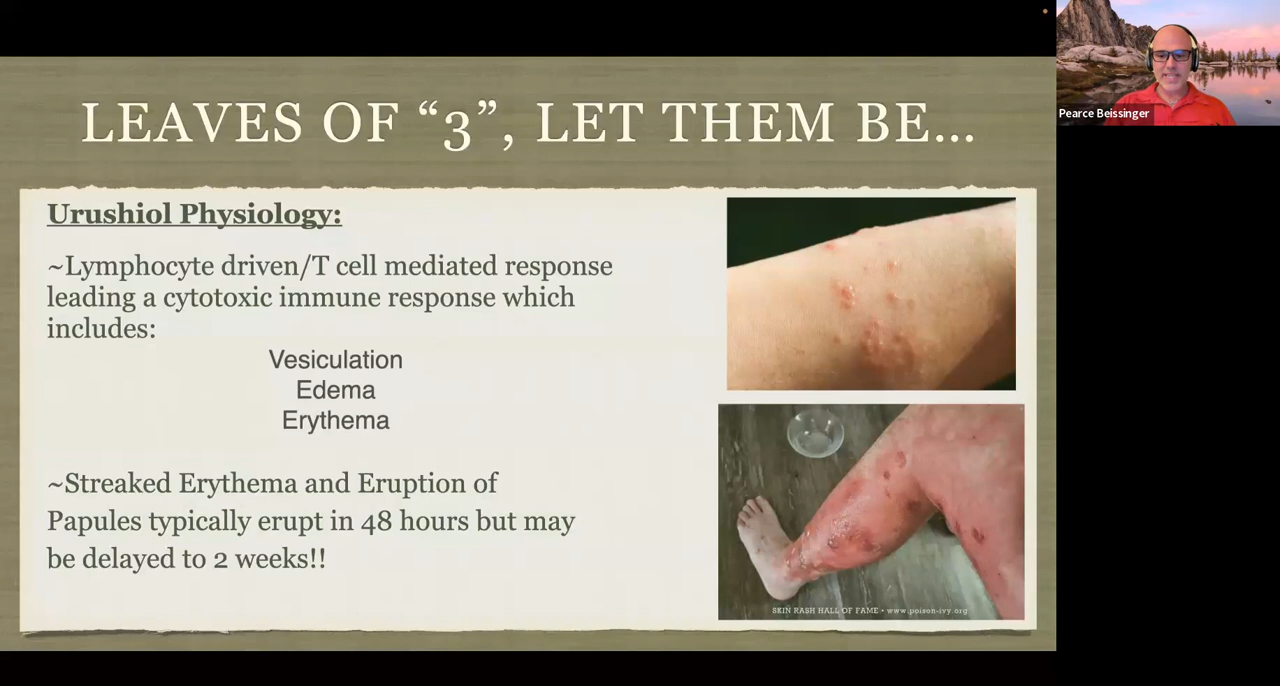 LEAVES OF “3”, LET THEM BE...
Pearce Beissinger
Urushiol Physiology:
~Lymphocyte driven/T cell mediated response
leading a cytotoxic immune response which
includes:
Vesiculation
Edema
Erythema
~Streaked Erythema and Eruption of
Papules typically erupt in 48 hours but may
be delayed to 2 weeks!!
SKIN RASH HALL OF FAME • www.poison-ivy.org